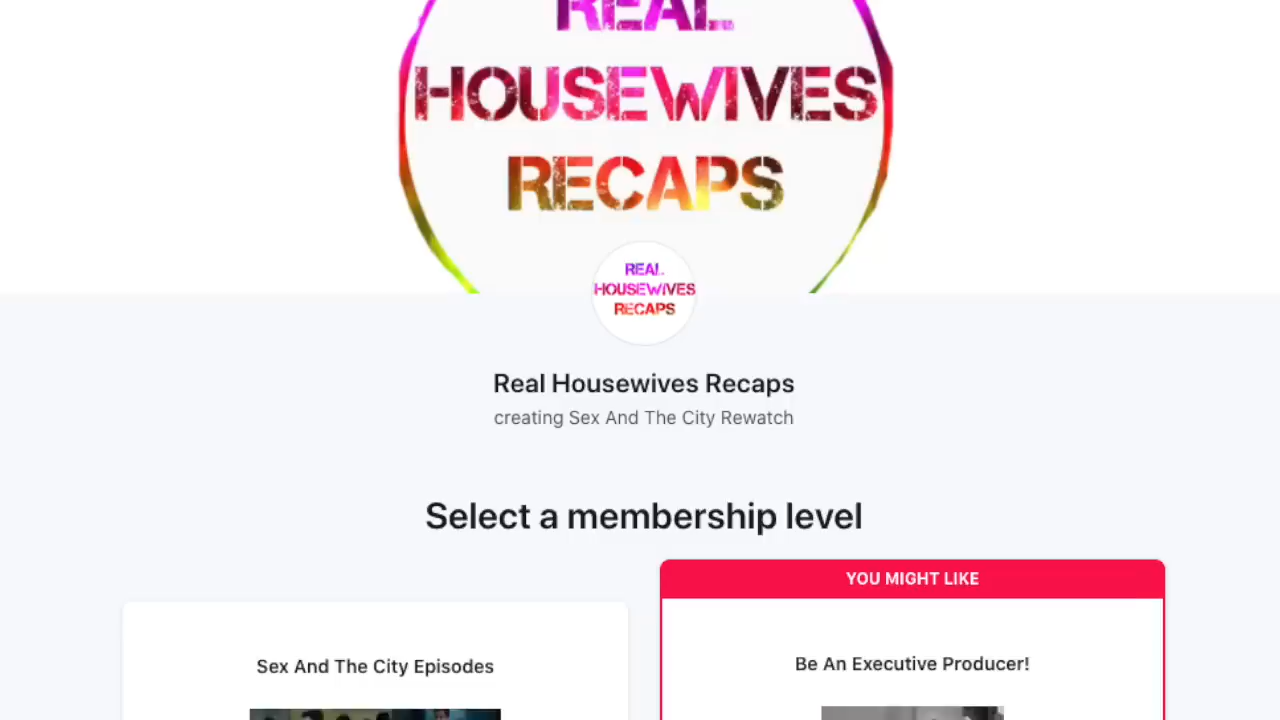 REAL
HOUSEWIVES
RECAPS
REAL
HOUSEWIVES
RECAPS
Real Housewives Recaps
creating Sex And The City Rewatch
Select a membership level
YOU MIGHT LIKE
Sex And The City Episodes
Be An Executive Producer!